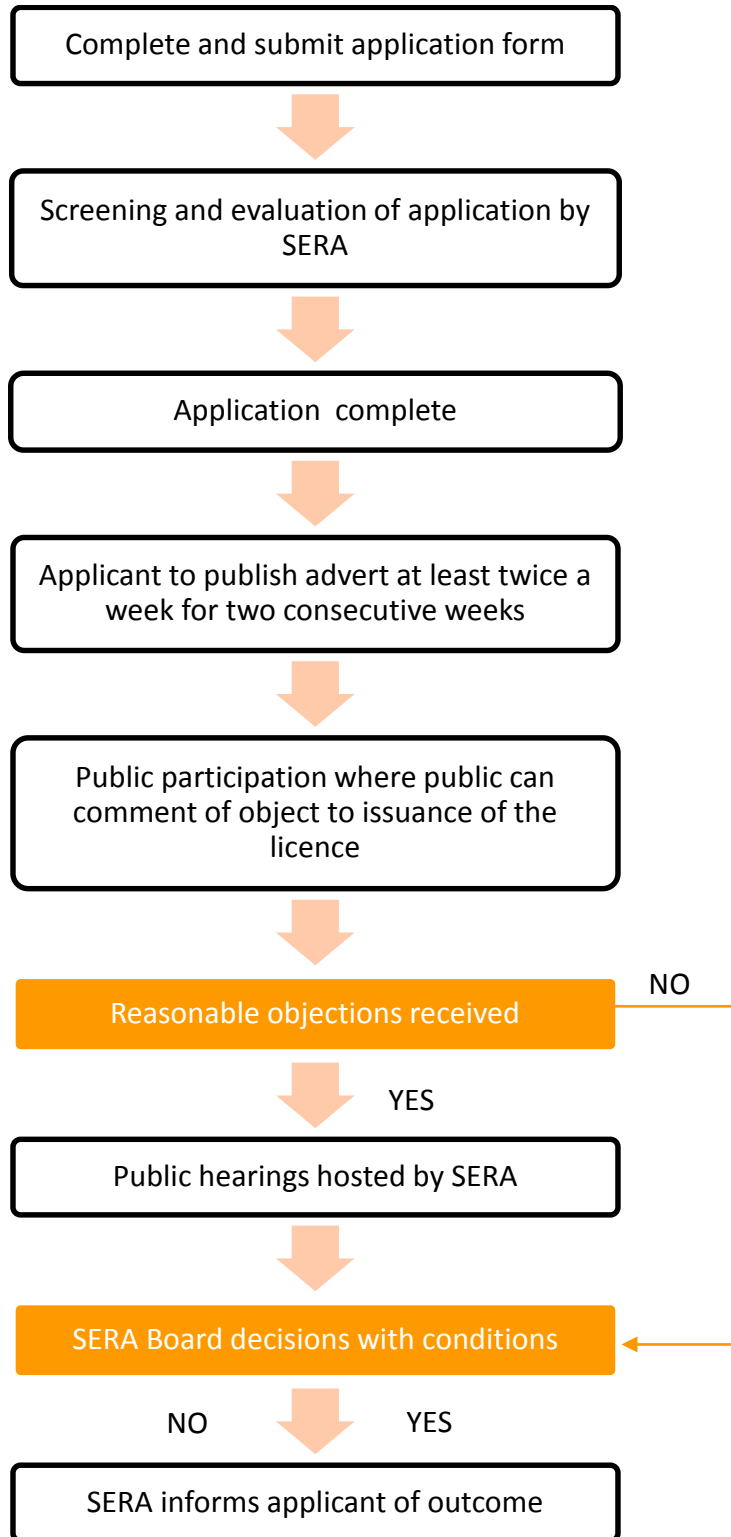 Complete and submit application form
Screening and evaluation of application by
SERA
Application complete
Applicant to publish advert at least twice a
week for two consecutive weeks
Public participation where public can
comment of object to issuance of the
licence
Reasonable objections received
NO
YES
Public hearings hosted by SERA
SERA Board decisions with conditions
NO YES
SERA informs applicant of outcome